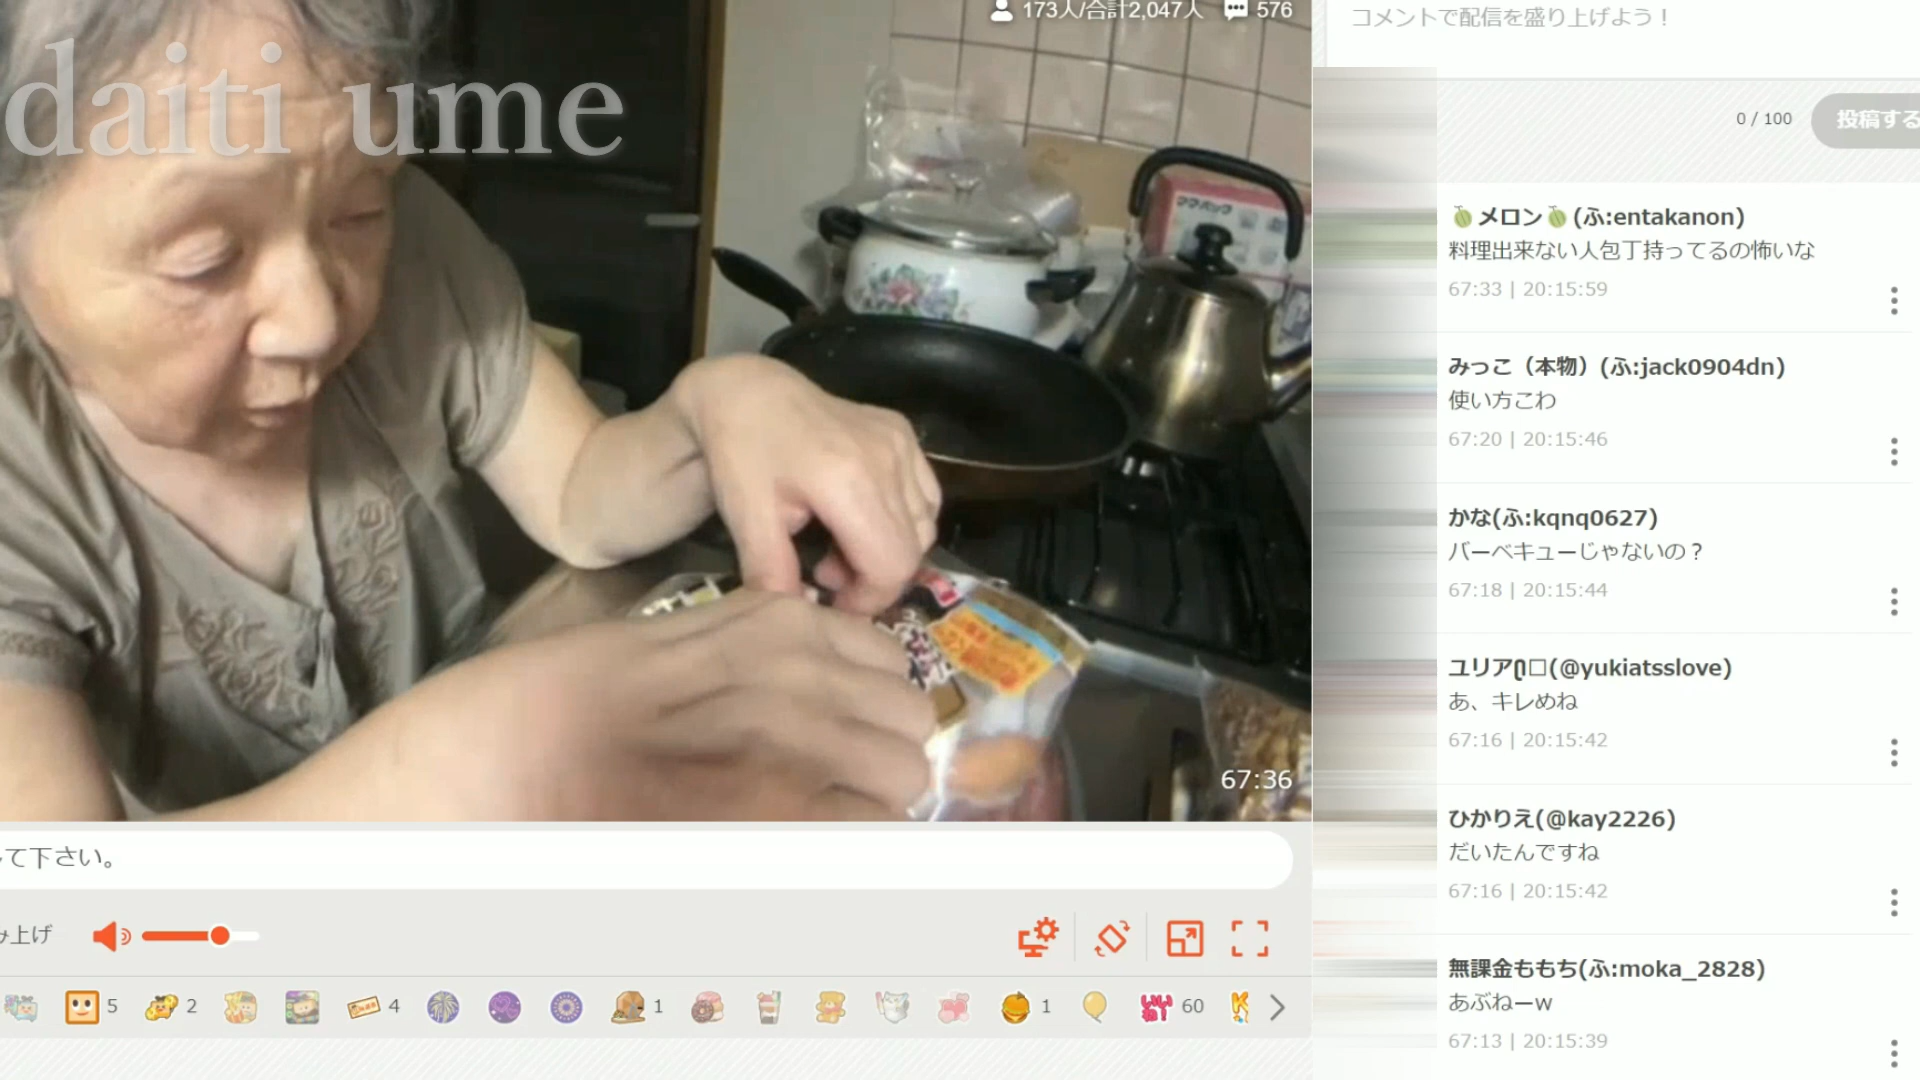 173人/合計2,047人 576
daiti ume
ママパック
67:36
て下さい。
み上げ
5 2 4 1 1 60
コメントで配信を盛り上げよう！
0 / 100 投稿する
メロン (ふ:entakanon)
料理出来ない人包丁持ってるの怖いな
67:33 | 20:15:59
みっこ（本物）(ふ:jack0904dn)
使い方こわ
67:20 | 20:15:46
かな(ふ:kqnq0627)
バーベキューじゃないの？
67:18 | 20:15:44
ユリア(@yukiatsslove)
あ、キレめね
67:16 | 20:15:42
ひかりえ(@kay2226)
だいたんですね
67:16 | 20:15:42
無課金ももち(ふ:moka_2828)
あぶねーw
67:13 | 20:15:39